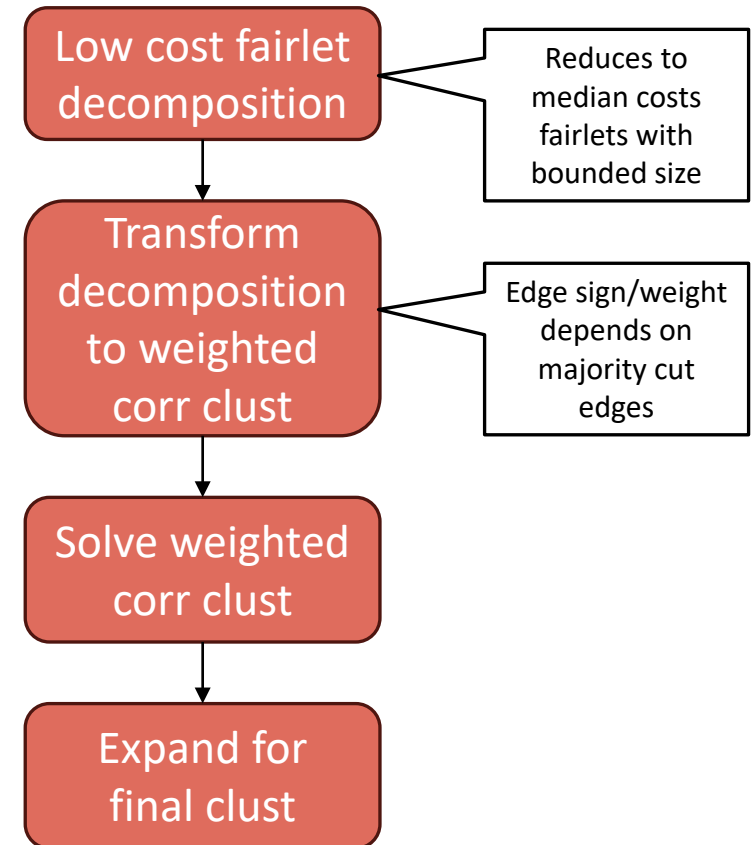 Low cost fairlet
decomposition
Reduces to
median costs
fairlets with
bounded size
Transform
decomposition
to weighted
corr clust
Edge sign/weight
depends on
majority cut
edges
Solve weighted
corr clust
Expand for
final clust